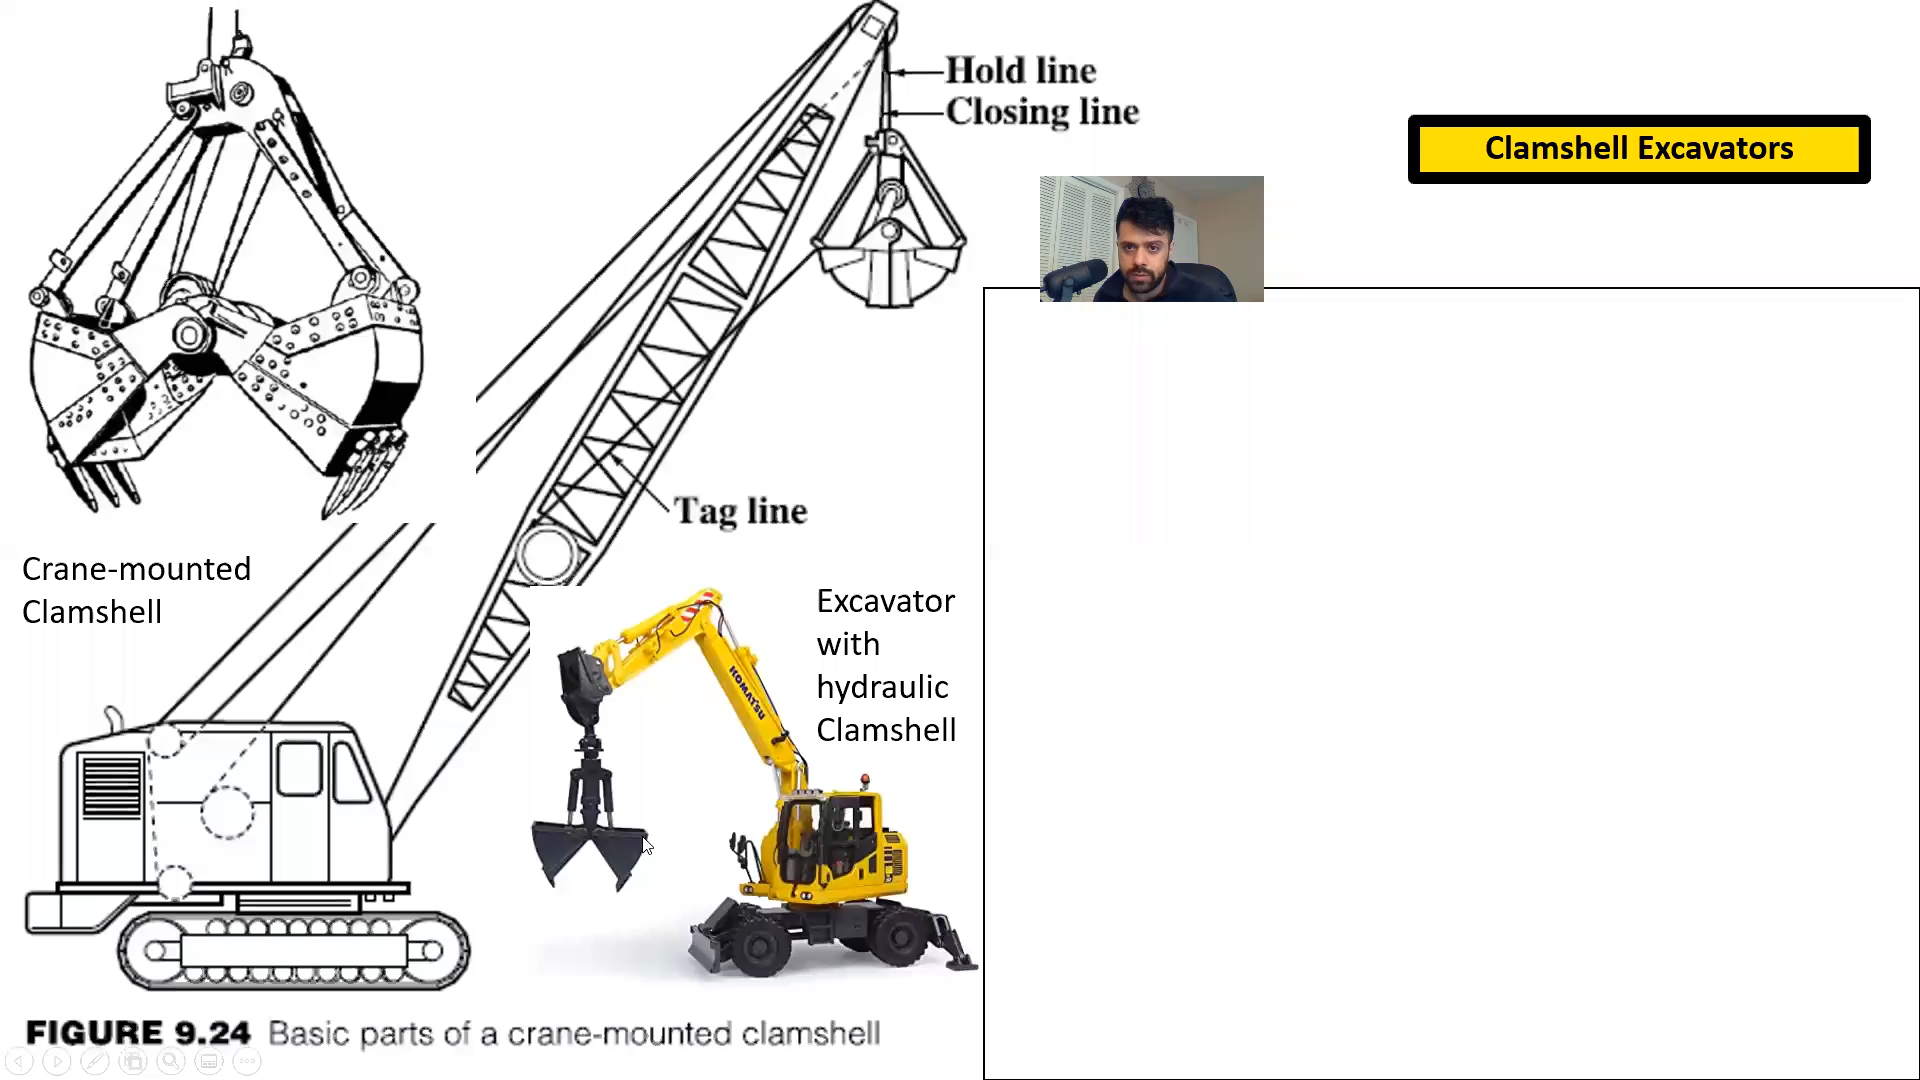 Hold line
Closing line
Clamshell Excavators
Tag line
Crane-mounted
Clamshell
Excavator
with
hydraulic
Clamshell
KOMATSU
FIGURE 9.24 Basic parts of a crane-mounted clamshell